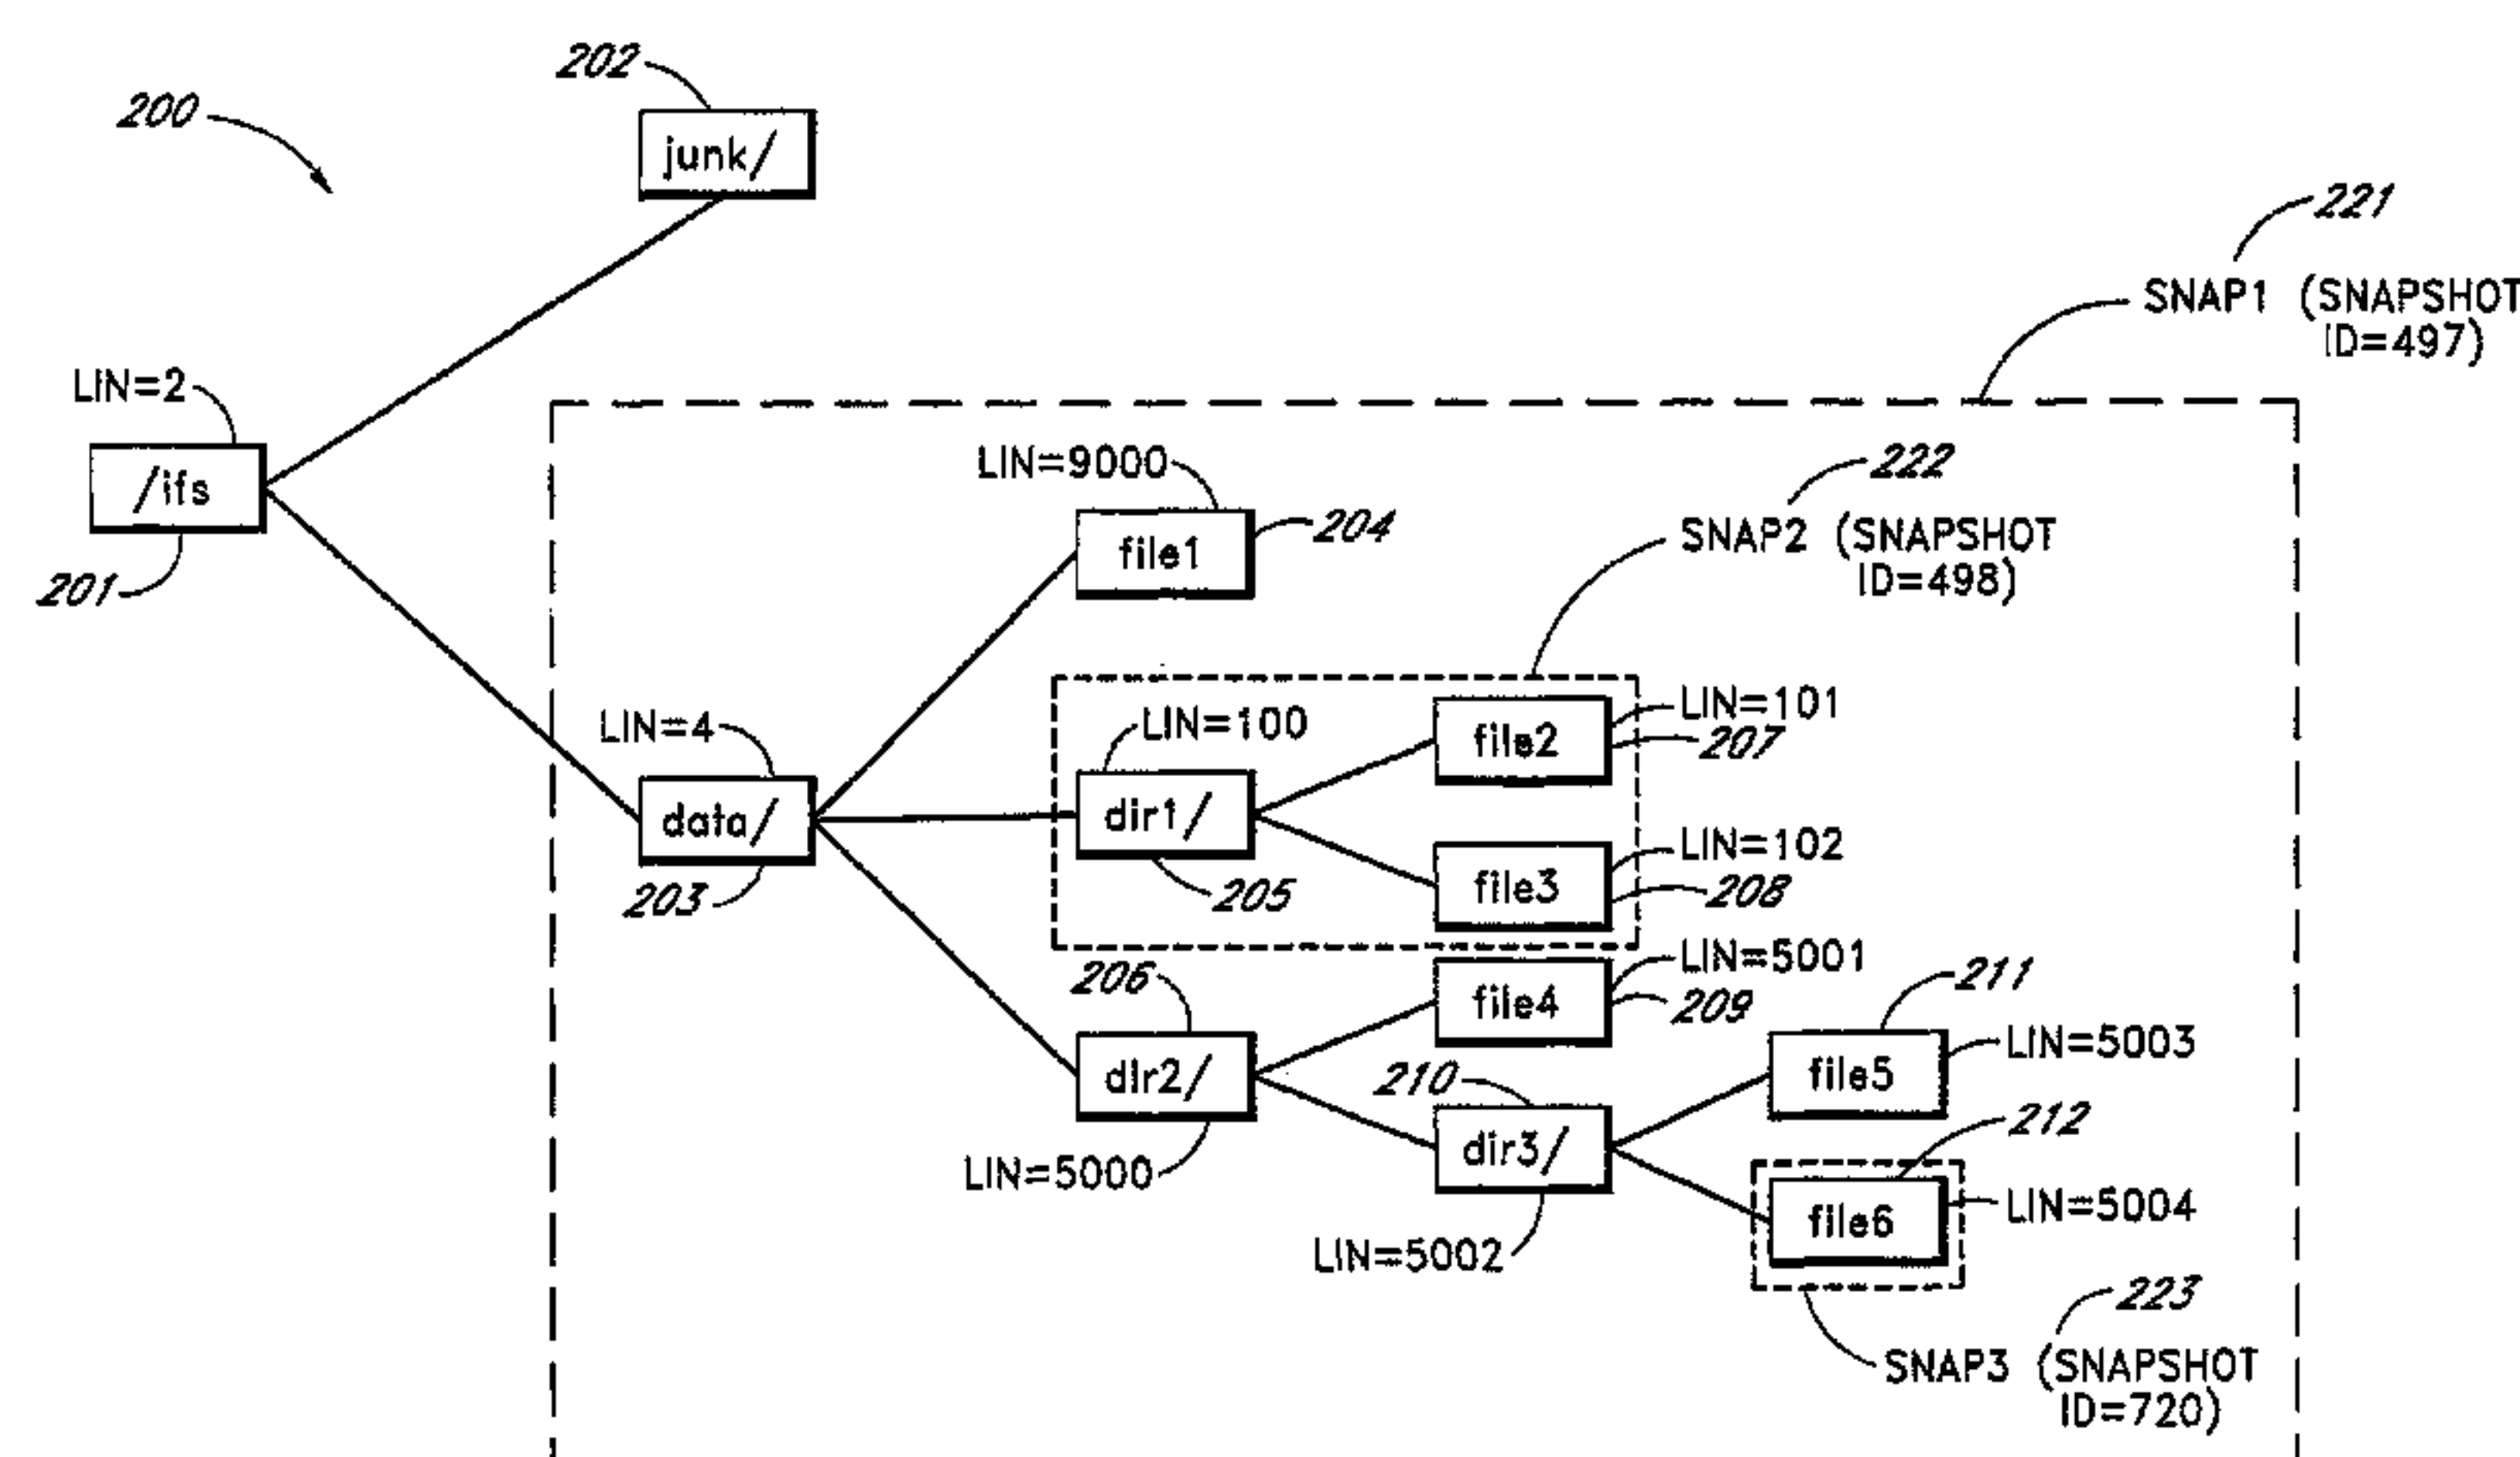 202
200
junk/
221
SNAP1 (SNAPSHOT
ID=497)
LIN=2
/ifs
201
LIN=9000
file1
204
222
SNAP2 (SNAPSHOT
ID=498)
LIN=4
data/
203
LIN=100
dir1/
205
file2
LIN=101
207
file3
LIN=102
208
206
dir2/
LIN=5000
file4
LIN=5001
209
210
dir3/
LIN=5002
211
file5
LIN=5003
212
file6
LIN=5004
223
SNAP3 (SNAPSHOT
ID=720)